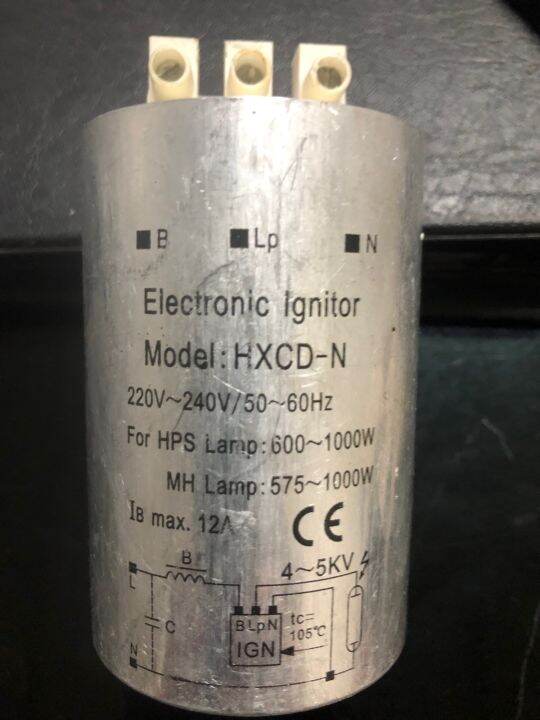 ■ B ■ Lp ■ N
Electronic Ignitor
Model: HXCD-N
220V~240V/50~60Hz
For HPS Lamp: 600~1000W
MH Lamp: 575~1000W
IB max. 12A CE
B
4~5KV
L
C
B Lp N
tc=
105℃
IGN
N